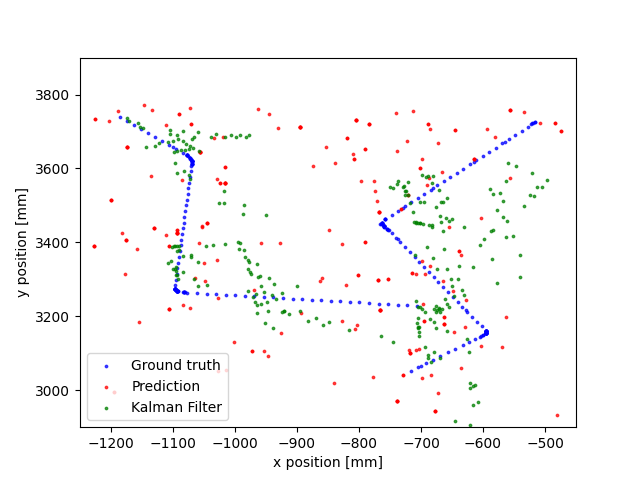 3800
3600
3400
3200
3000
y position [mm]
Ground truth
Prediction
Kalman Filter
−1200 −1100 −1000 −900 −800 −700 −600 −500
x position [mm]